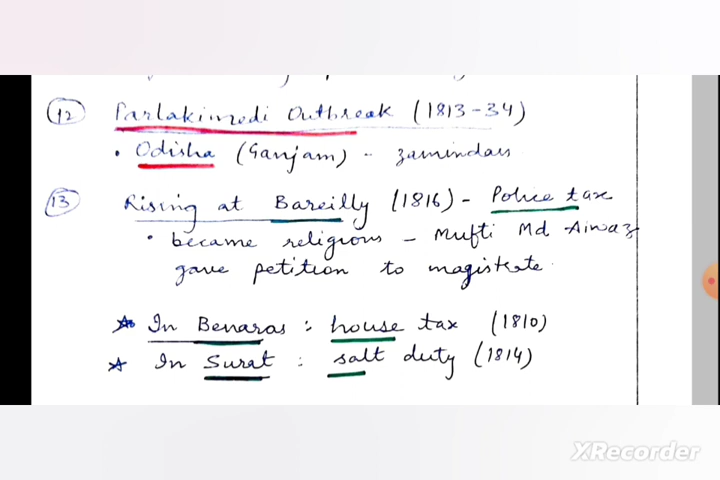 12 Parlakimedi Outbreak (1813-34)
• Odisha (Ganjam) - zamindars
13 Rising at Bareilly (1816) - Police tax
• became religious - Mufti Md Aiwaz
gave petition to magistrate.
* In Benaras : house tax (1810)
* In Surat : salt duty (1814)
XRecorder